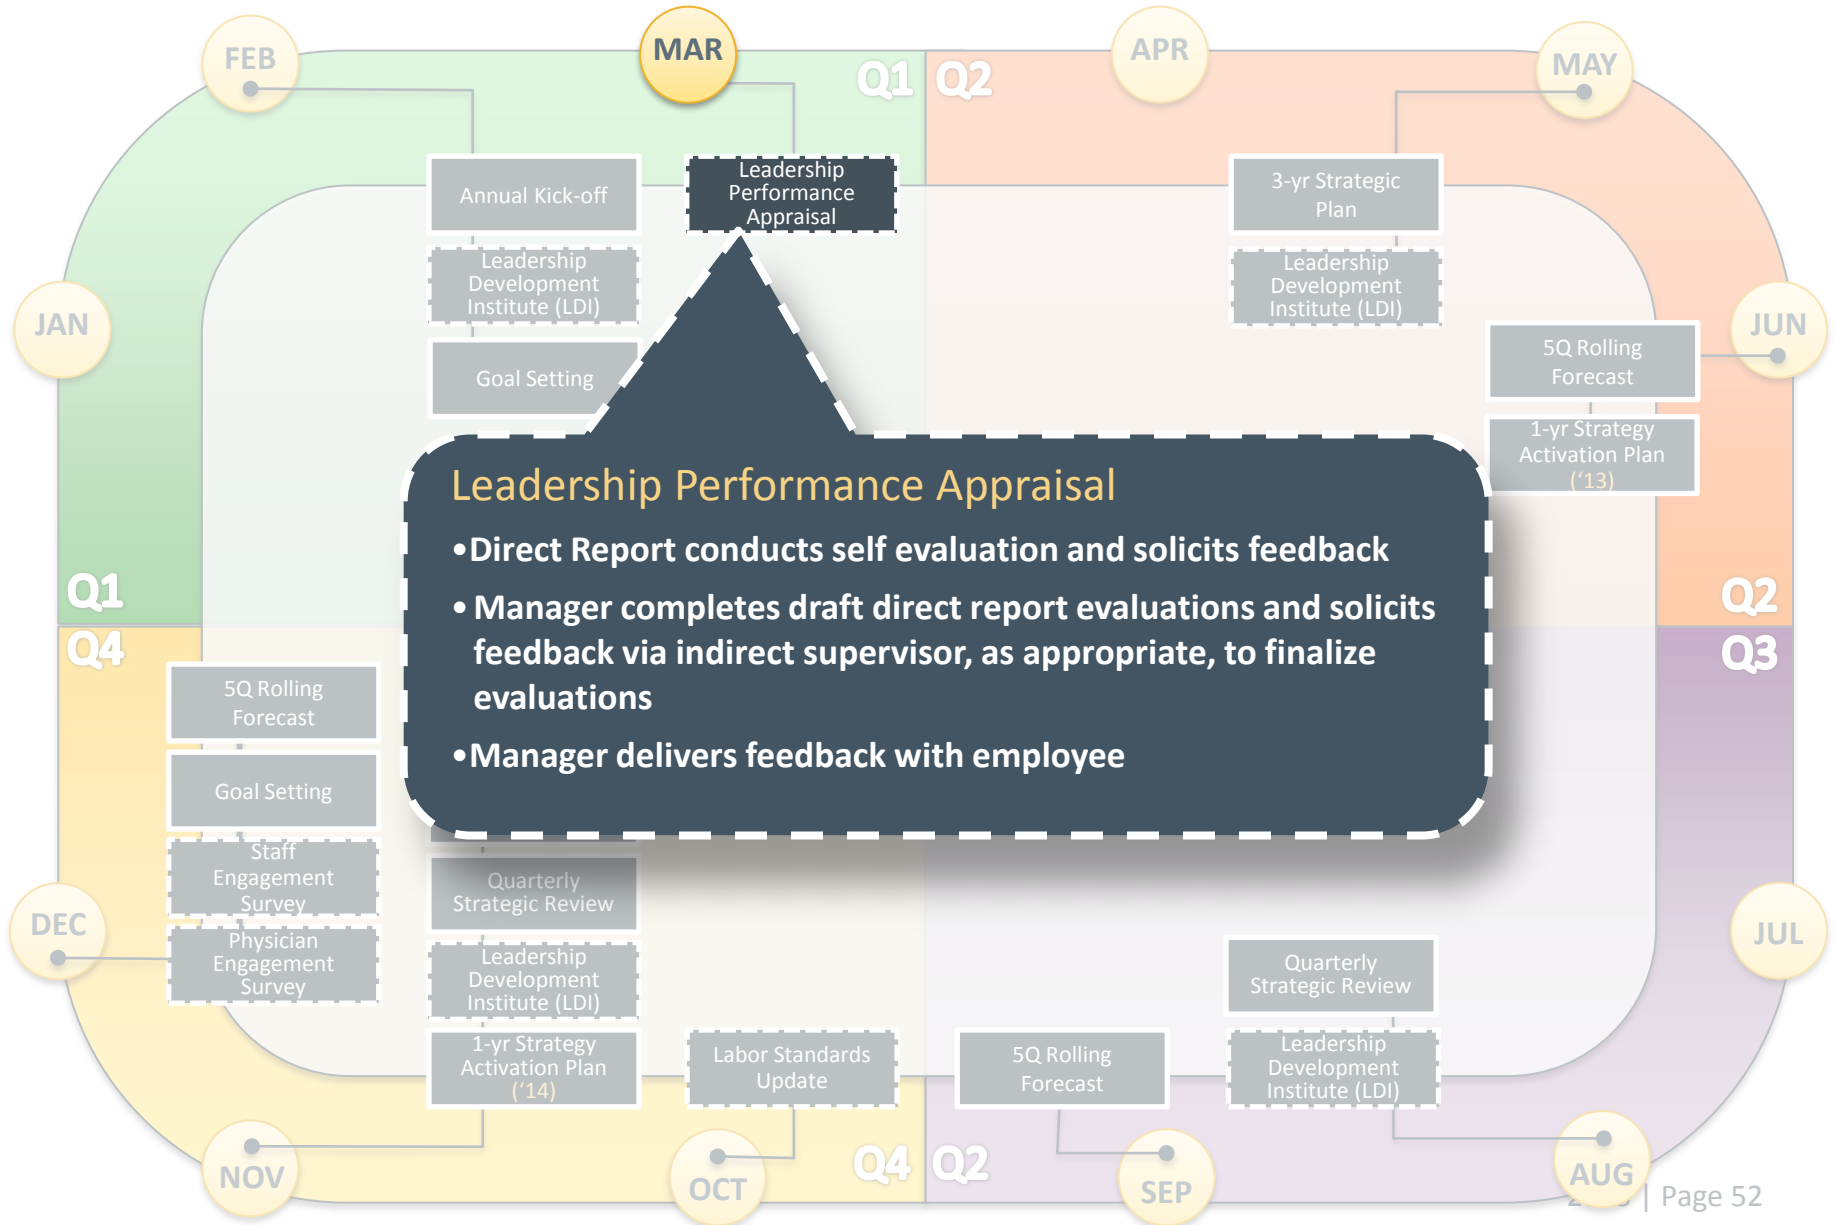 FEB
MAR
Q1
Q2
APR
MAY
Annual Kick-off
Leadership
Performance
Appraisal
3-yr Strategic
Plan
Leadership
Development
Institute (LDI)
Leadership
Development
Institute (LDI)
JAN
JUN
Goal Setting
5Q Rolling
Forecast
1-yr Strategy
Activation Plan
(‘13)
Leadership Performance Appraisal
•Direct Report conducts self evaluation and solicits feedback
• Manager completes draft direct report evaluations and solicits
feedback via indirect supervisor, as appropriate, to finalize
evaluations
•Manager delivers feedback with employee
Q1
Q2
Q4
Q3
5Q Rolling
Forecast
Goal Setting
Staff
Engagement
Survey
Physician
Engagement
Survey
DEC
Quarterly
Strategic Review
Leadership
Development
Institute (LDI)
1-yr Strategy
Activation Plan
(‘14)
Labor Standards
Update
5Q Rolling
Forecast
Quarterly
Strategic Review
Leadership
Development
Institute (LDI)
JUL
NOV
OCT
Q4
Q2
SEP
AUG
| Page 52